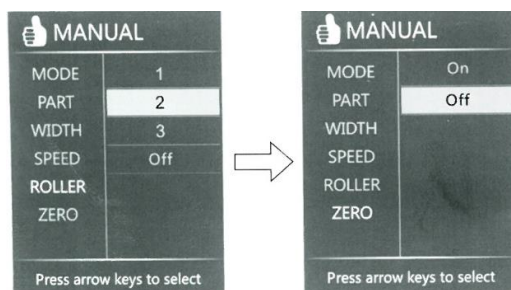 MANUAL
MODE 1
PART 2
WIDTH 3
SPEED Off
ROLLER
ZERO
Press arrow keys to select
MANUAL
MODE On
PART Off
WIDTH
SPEED
ROLLER
ZERO
Press arrow keys to select